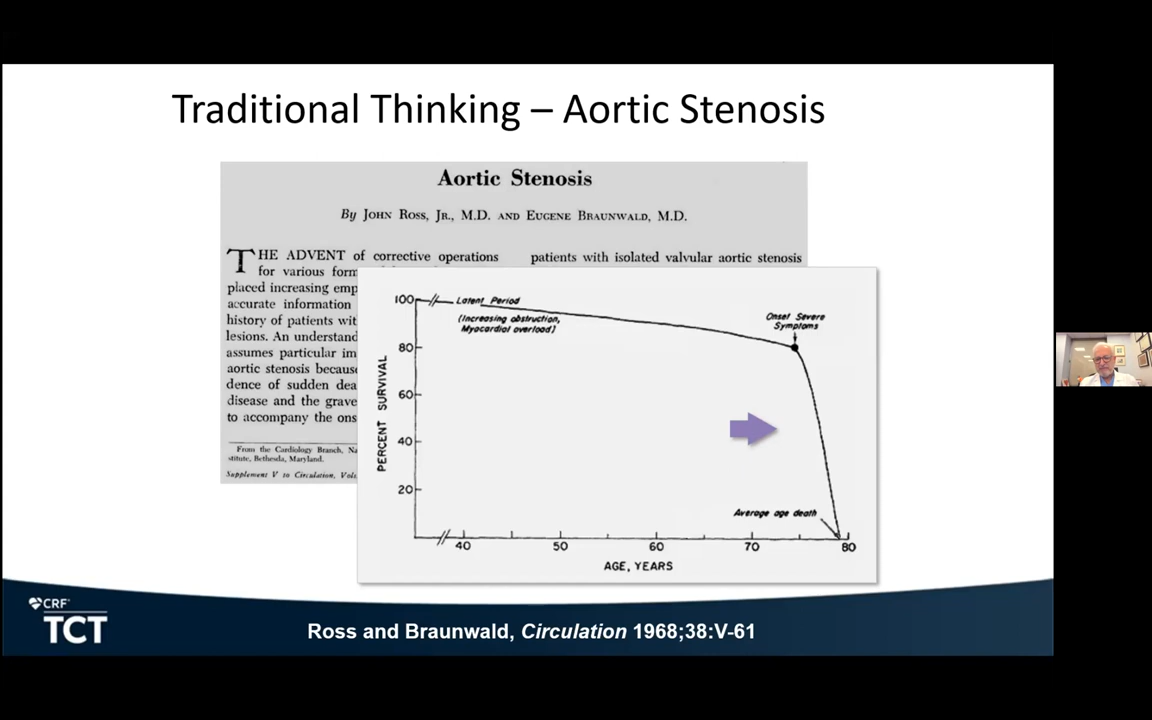 Traditional Thinking – Aortic Stenosis
Aortic Stenosis
By JOHN ROSS, JR., M.D. AND EUGENE BRAUNWALD, M.D.
THE ADVENT of corrective operations
for various form
placed increasing emp
accurate information
history of patients wit
lesions. An understand
assumes particular im
aortic stenosis because
dence of sudden dea
disease and the grave
to accompany the ons
patients with isolated valvular aortic stenosis
From the Cardiology Branch, Na
stitute, Bethesda, Maryland.
Supplement V to Circulation, Vol
100
80
60
40
20
PERCENT SURVIVAL
Latent Period
(Increasing obstruction,
Myocardial overload)
Onset Severe
Symptoms
Average age death
40 50 60 70 80
AGE, YEARS
CRF
TCT
Ross and Braunwald, Circulation 1968;38:V-61